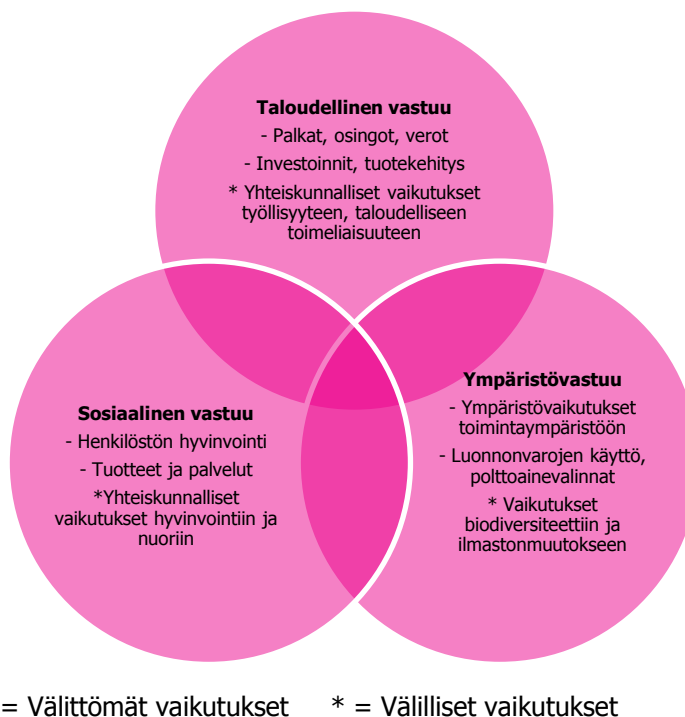 Taloudellinen vastuu
- Palkat, osingot, verot
- Investoinnit, tuotekehitys
* Yhteiskunnalliset vaikutukset
työllisyyteen, taloudelliseen
toimeliaisuuteen
Sosiaalinen vastuu
- Henkilöstön hyvinvointi
- Tuotteet ja palvelut
*Yhteiskunnalliset
vaikutukset hyvinvointiin ja
nuoriin
Ympäristövastuu
- Ympäristövaikutukset
toimintaympäristöön
- Luonnonvarojen käyttö,
polttoainevalinnat
* Vaikutukset
biodiversiteettiin ja
ilmastonmuutokseen
= Välittömät vaikutukset * = Välilliset vaikutukset